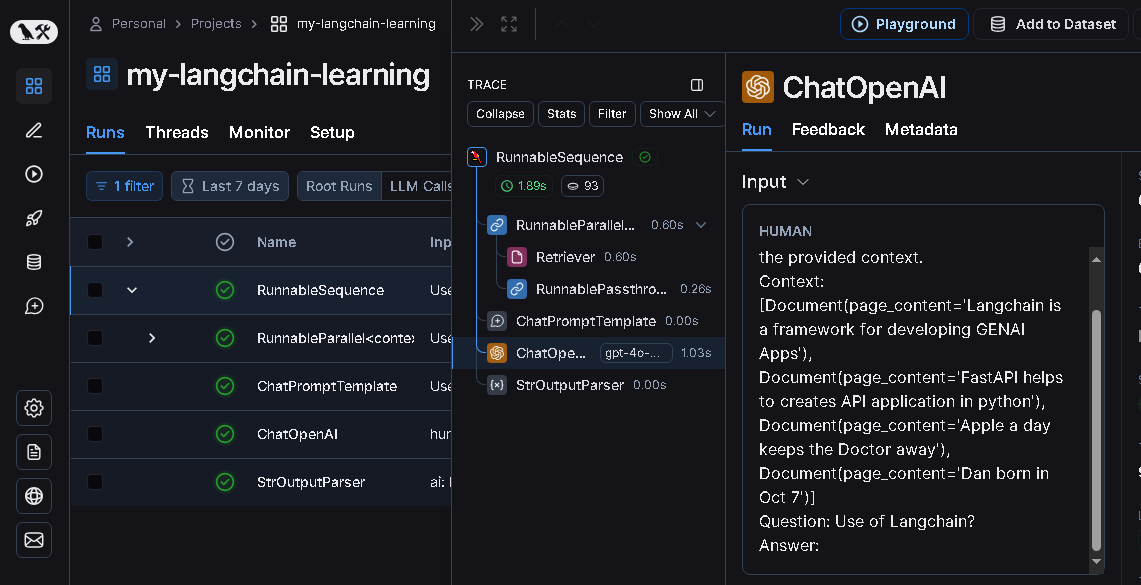 Personal > Projects > my-langchain-learning
my-langchain-learning
Runs Threads Monitor Setup
1 filter Last 7 days Root Runs LLM Calls
Name Inp
RunnableSequence Use
RunnableParallel<conte Use
ChatPromptTemplate Use
ChatOpenAI hur
StrOutputParser ai:
TRACE
Collapse Stats Filter Show All
RunnableSequence
1.89s 93
RunnableParallel... 0.60s
Retriever 0.60s
RunnablePassthro... 0.26s
ChatPromptTemplate 0.00s
ChatOpe... gpt-4o-... 1.03s
StrOutputParser 0.00s
Playground Add to Dataset
ChatOpenAI
Run Feedback Metadata
Input
HUMAN
the provided context.
Context:
[Document(page_content='Langchain is
a framework for developing GENAI
Apps'),
Document(page_content='FastAPI helps
to creates API application in python'),
Document(page_content='Apple a day
keeps the Doctor away'),
Document(page_content='Dan born in
Oct 7')]
Question: Use of Langchain?
Answer: